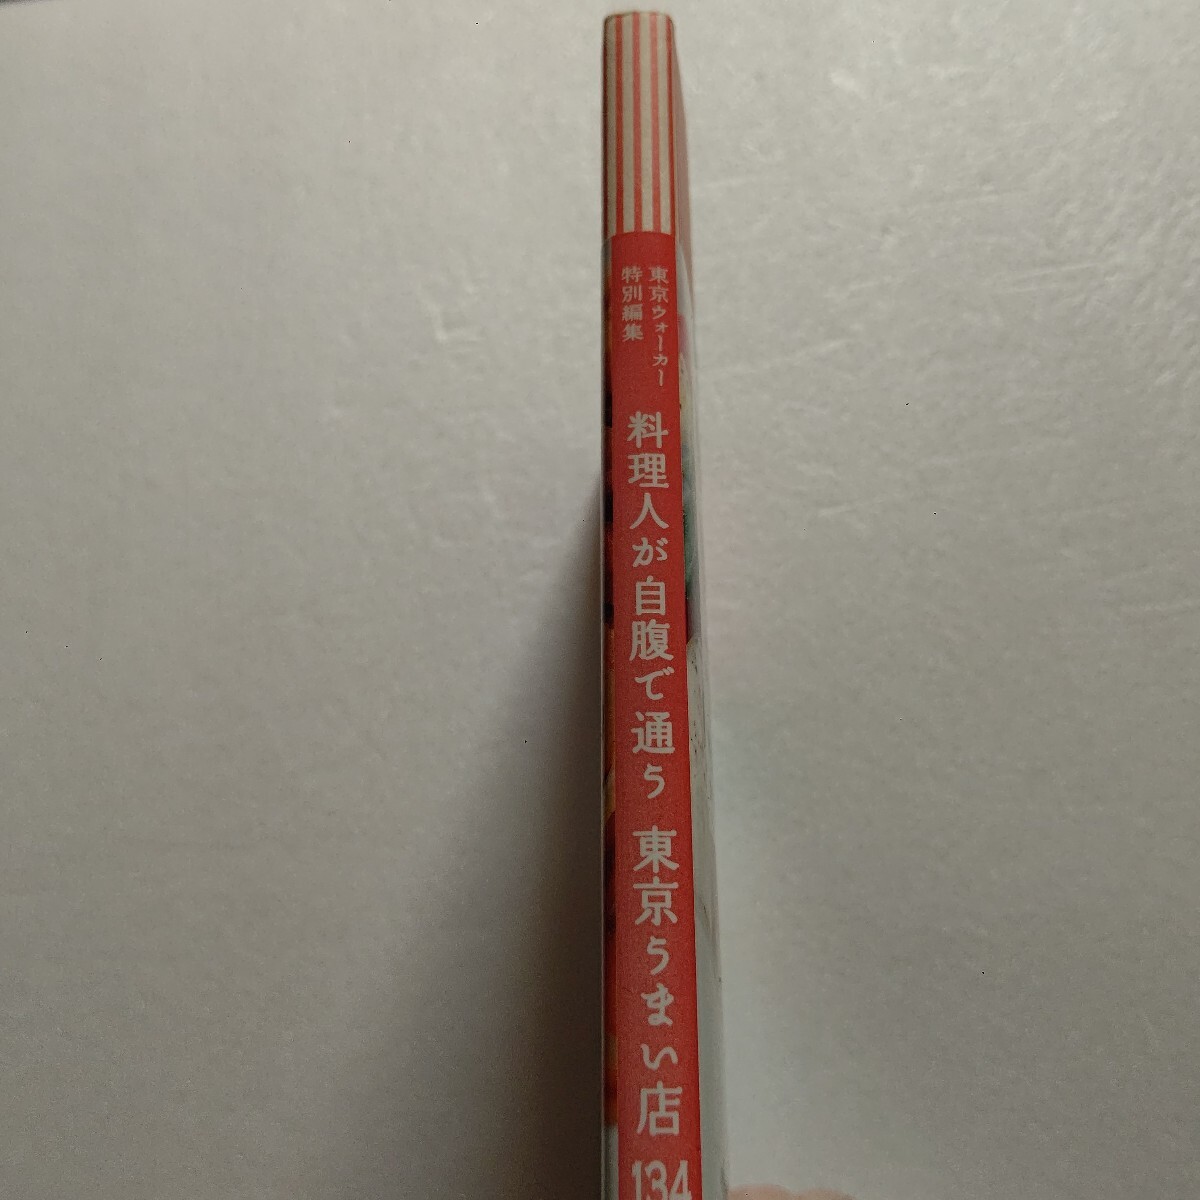 東京ウォーカー
特別編集
料理人が自腹で通う 東京うまい店
134